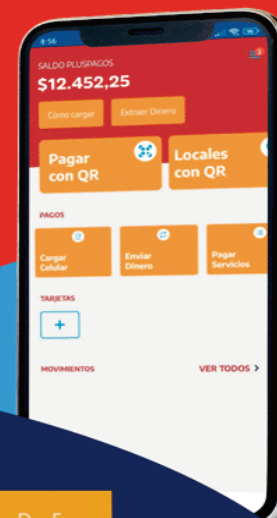 8:56
SALDO PLUSPAGOS
$12.452,25
Cómo cargar
Extraer Dinero
Pagar
con QR
Locales
con QR
PAGOS
Cargar
Celular
Enviar
Dinero
Pagar
Servicios
TARJETAS
+
MOVIMIENTOS
VER TODOS >